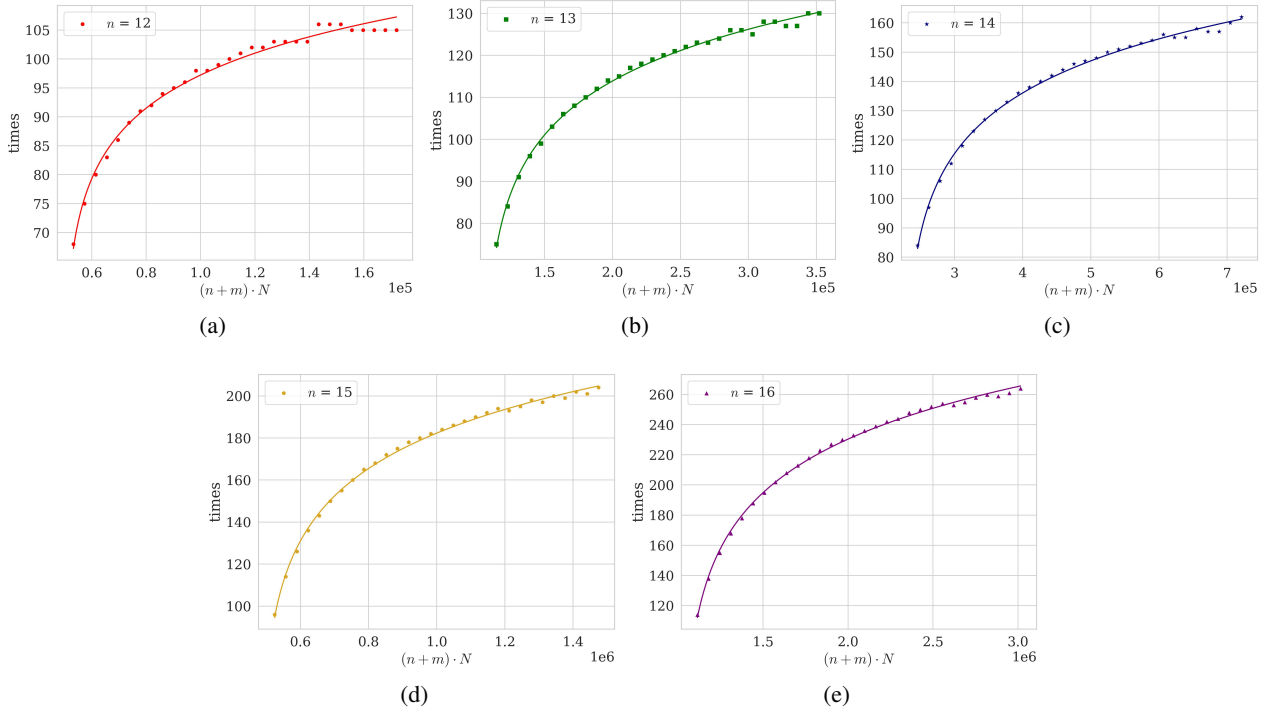 n = 12
105
100
95
90
85
80
75
70
times
0.6
0.8
1.0
1.2
1.4
1.6
1e5
(n + m) · N
(a)
n = 13
130
120
110
100
90
80
times
1.5
2.0
2.5
3.0
3.5
1e5
(n + m) · N
(b)
n = 14
160
150
140
130
120
110
100
90
80
times
3
4
5
6
7
1e5
(n + m) · N
(c)
n = 15
200
180
160
140
120
100
times
0.6
0.8
1.0
1.2
1.4
1e6
(n + m) · N
(d)
n = 16
260
240
220
200
180
160
140
120
times
1.5
2.0
2.5
3.0
1e6
(n + m) · N
(e)